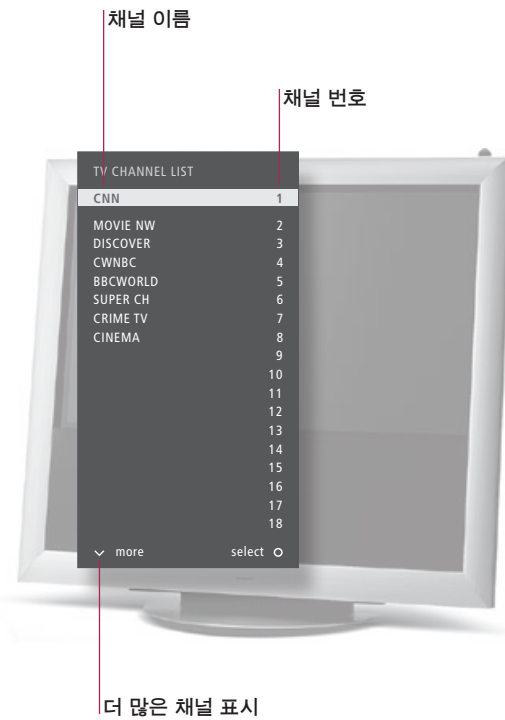 채널 이름
채널 번호
TV CHANNEL LIST
CNN 1
MOVIE NW 2
DISCOVER 3
CWNBC 4
BBCWORLD 5
SUPER CH 6
CRIME TV 7
CINEMA 8
9
10
11
12
13
14
15
16
17
18
more select
더 많은 채널 표시